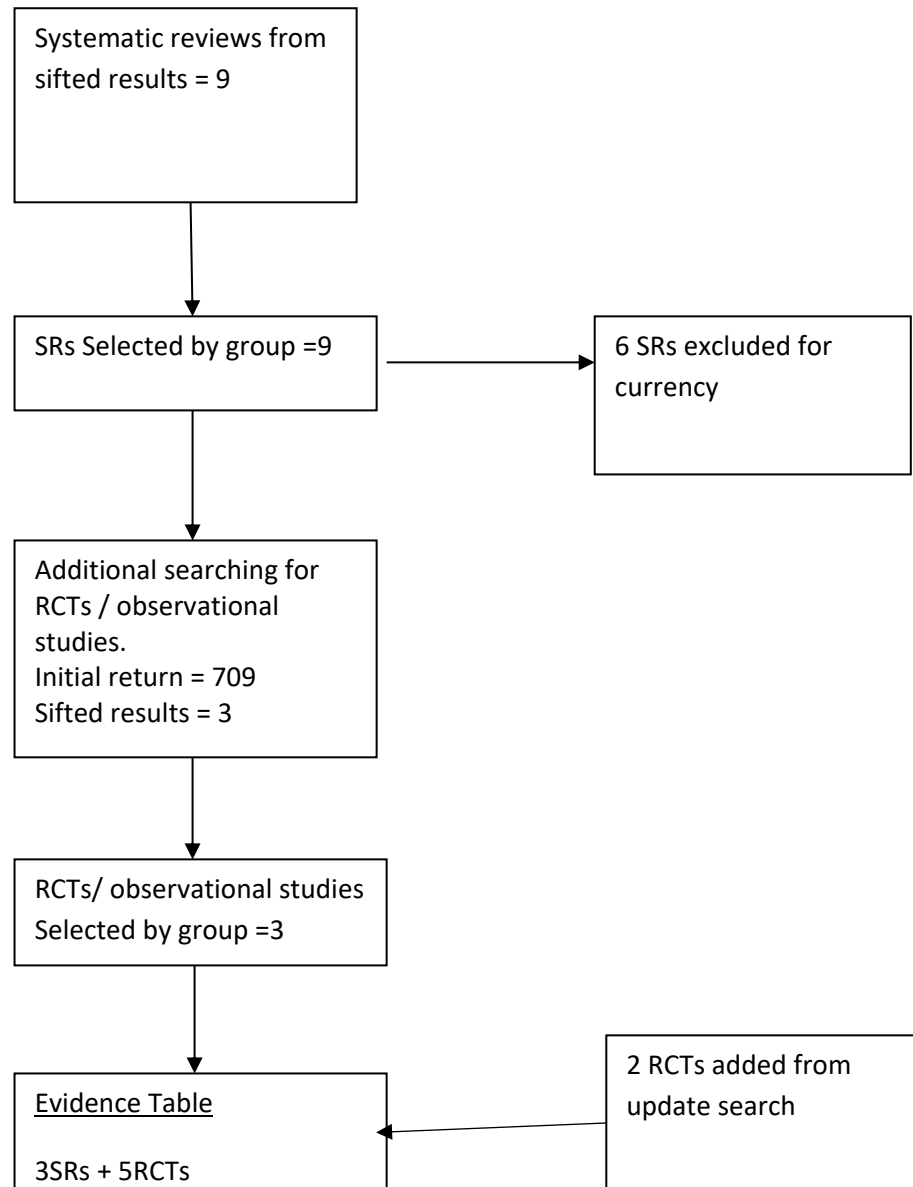 Systematic reviews from
sifted results = 9
SRs Selected by group =9
6 SRs excluded for
currency
Additional searching for
RCTs / observational
studies.
Initial return = 709
Sifted results = 3
RCTs/ observational studies
Selected by group =3
2 RCTs added from
update search
Evidence Table
3SRs + 5RCTs